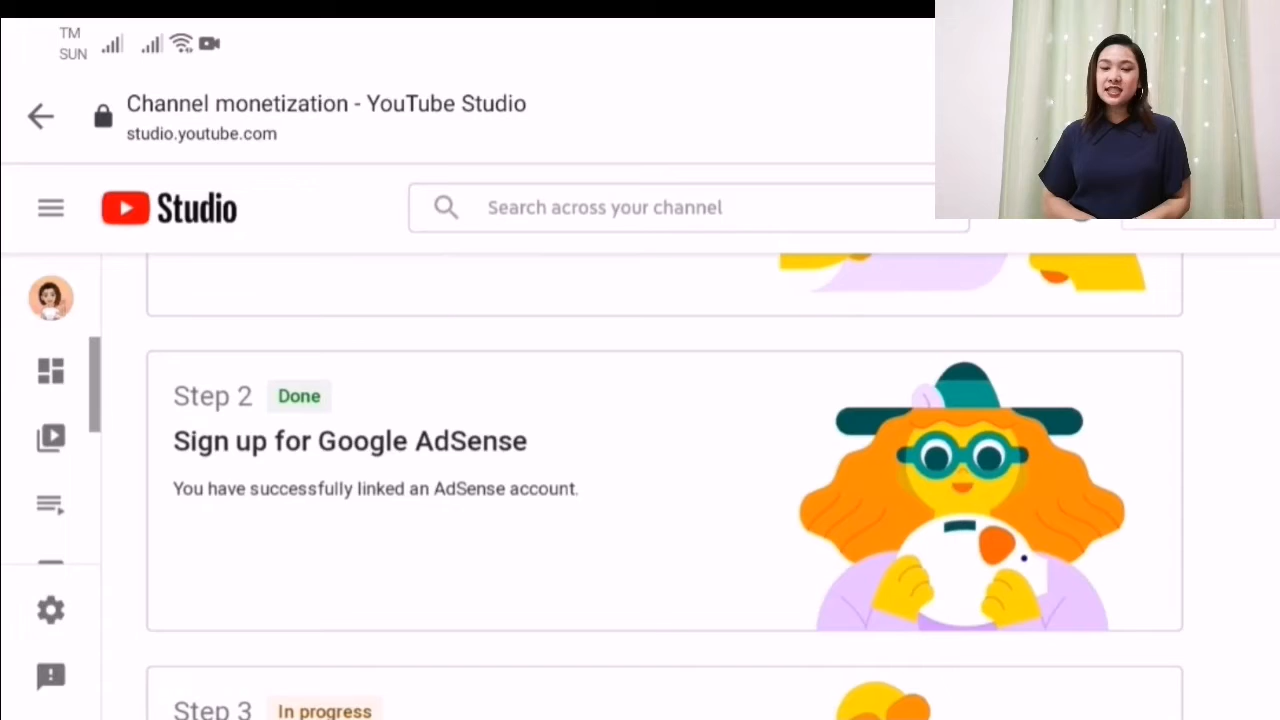 TM
SUN
Channel monetization - YouTube Studio
studio.youtube.com
Studio
Search across your channel
Step 2 Done
Sign up for Google AdSense
You have successfully linked an AdSense account.
Step 3 In progress